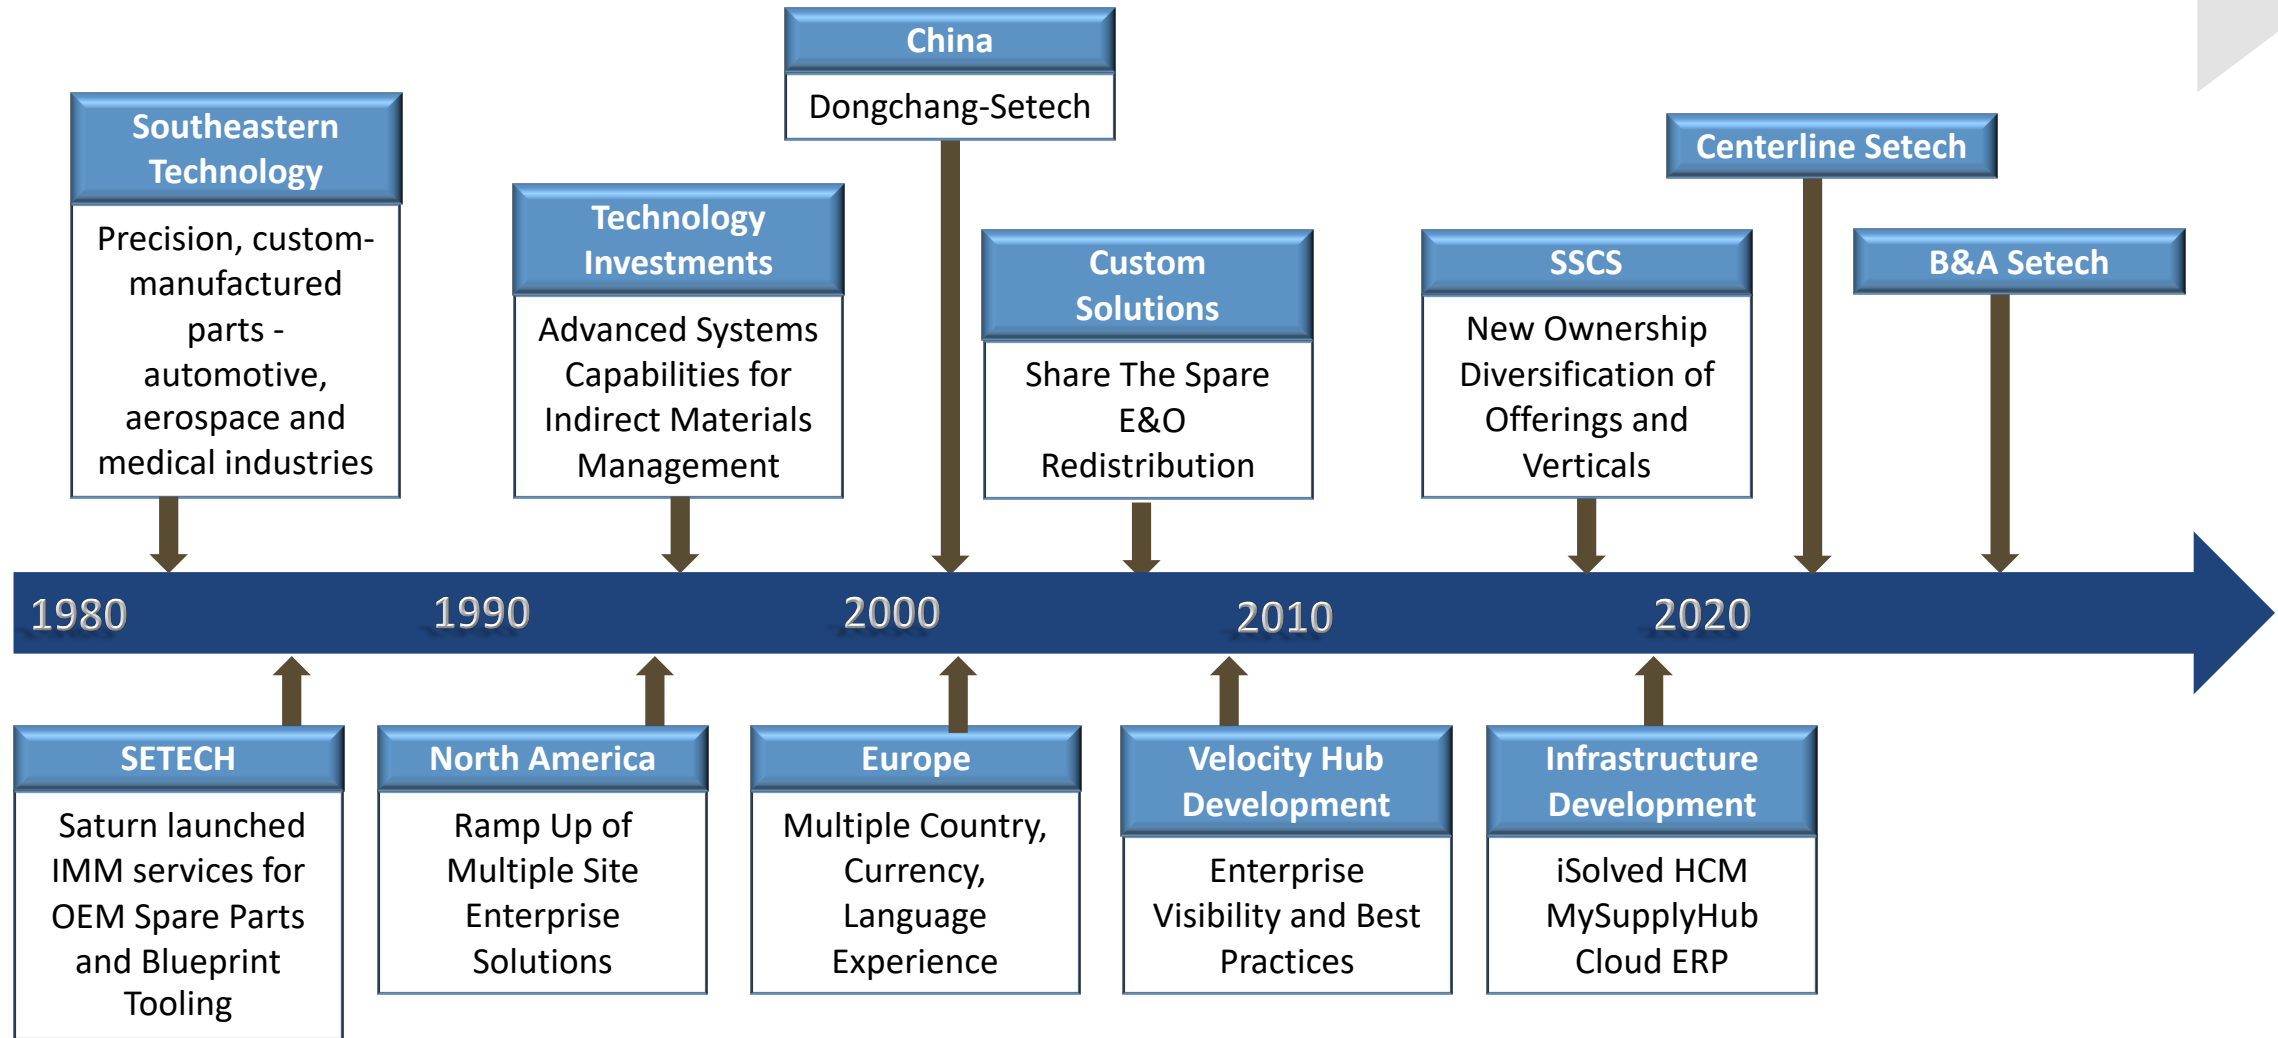 Southeastern
Technology
Precision, custom-
manufactured
parts -
automotive,
aerospace and
medical industries
Technology
Investments
Advanced Systems
Capabilities for
Indirect Materials
Management
China
Dongchang-Setech
Custom
Solutions
Share The Spare
E&O
Redistribution
SSCS
New Ownership
Diversification of
Offerings and
Verticals
Centerline Setech
B&A Setech
1980
1990
2000
2010
2020
SETECH
Saturn launched
IMM services for
OEM Spare Parts
and Blueprint
Tooling
North America
Ramp Up of
Multiple Site
Enterprise
Solutions
Europe
Multiple Country,
Currency,
Language
Experience
Velocity Hub
Development
Enterprise
Visibility and Best
Practices
Infrastructure
Development
iSolved HCM
MySupplyHub
Cloud ERP